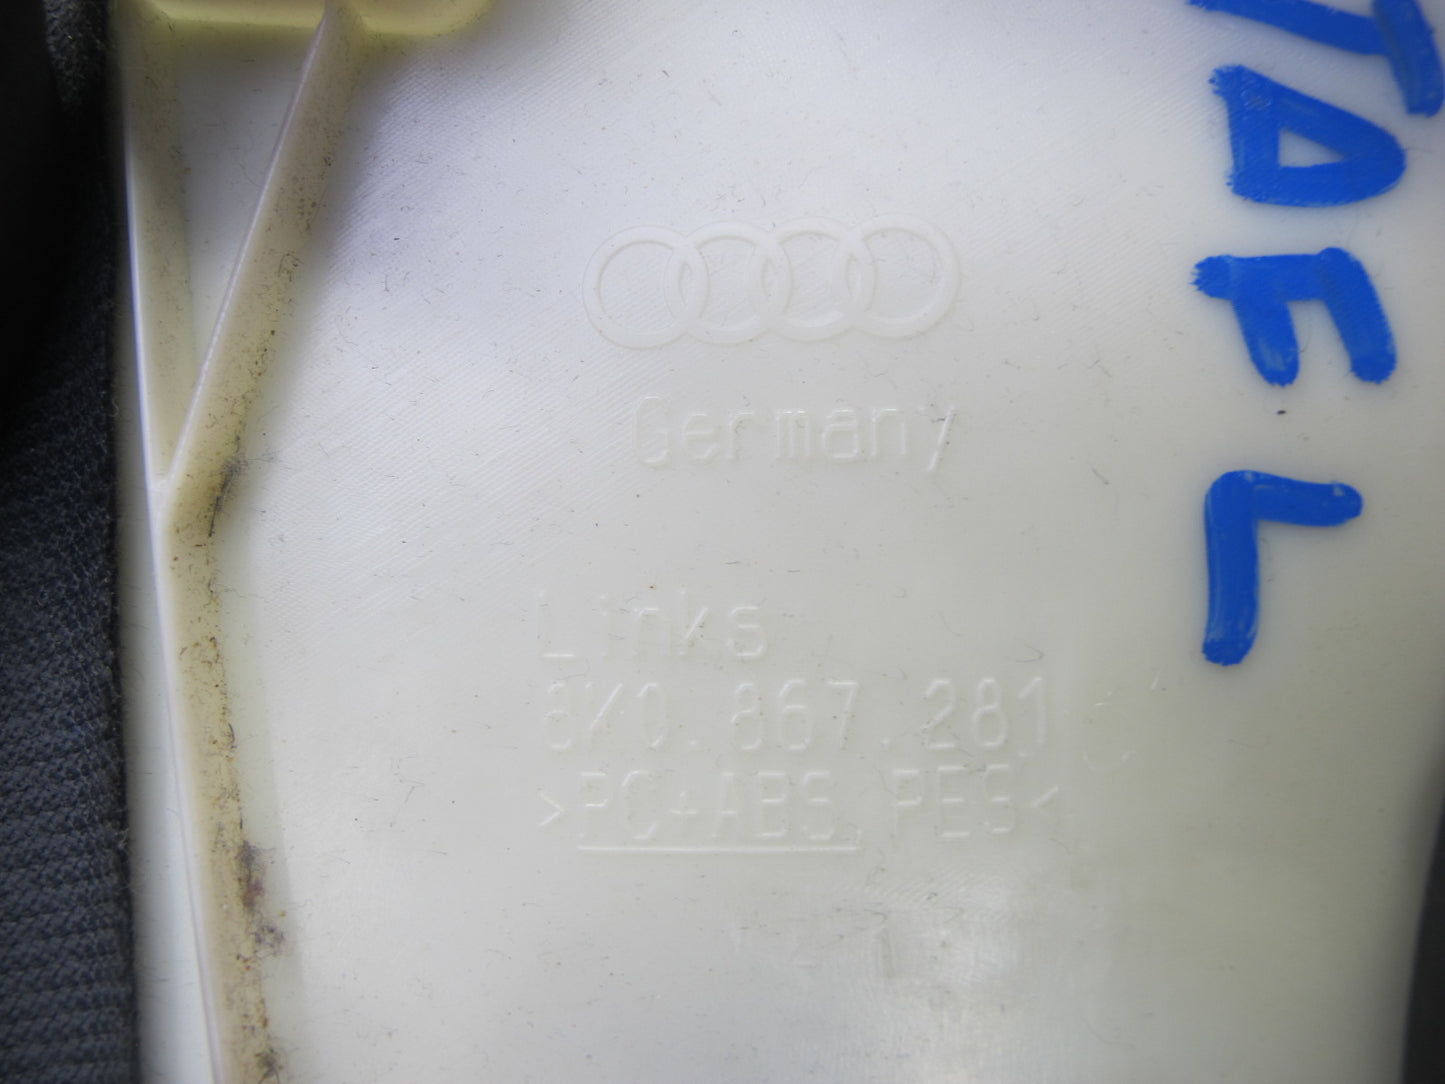 Germany
Links
8K0.867.281 C
>PC+ABS.PES<
L